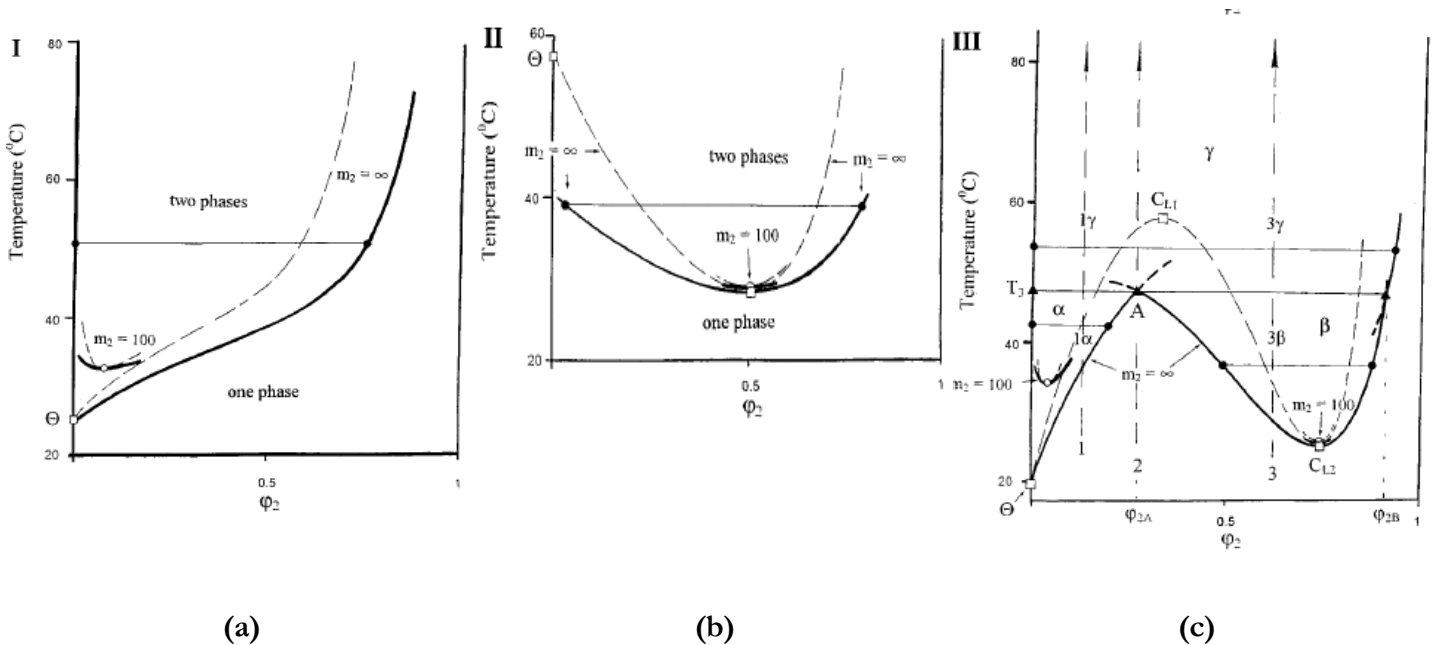 I
80
60
40
Θ
20
Temperature (⁰C)
m₂ = ∞
two phases
m₂ = 100
one phase
0.5
1
φ₂
(a)
II
60
Θ
40
20
Temperature (⁰C)
m₂ = ∞
two phases
m₂ = ∞
m₂ = 100
one phase
0.5
1
φ₂
(b)
III
80
60
T₃
40
20
Θ
Temperature (⁰C)
γ
C_L1
1γ
3γ
α
A
β
1α
3β
m₂ = ∞
m₂ = 100
m₂ = 100
1
2
3
C_L2
φ₂A
0.5
φ₂B
1
φ₂
(c)